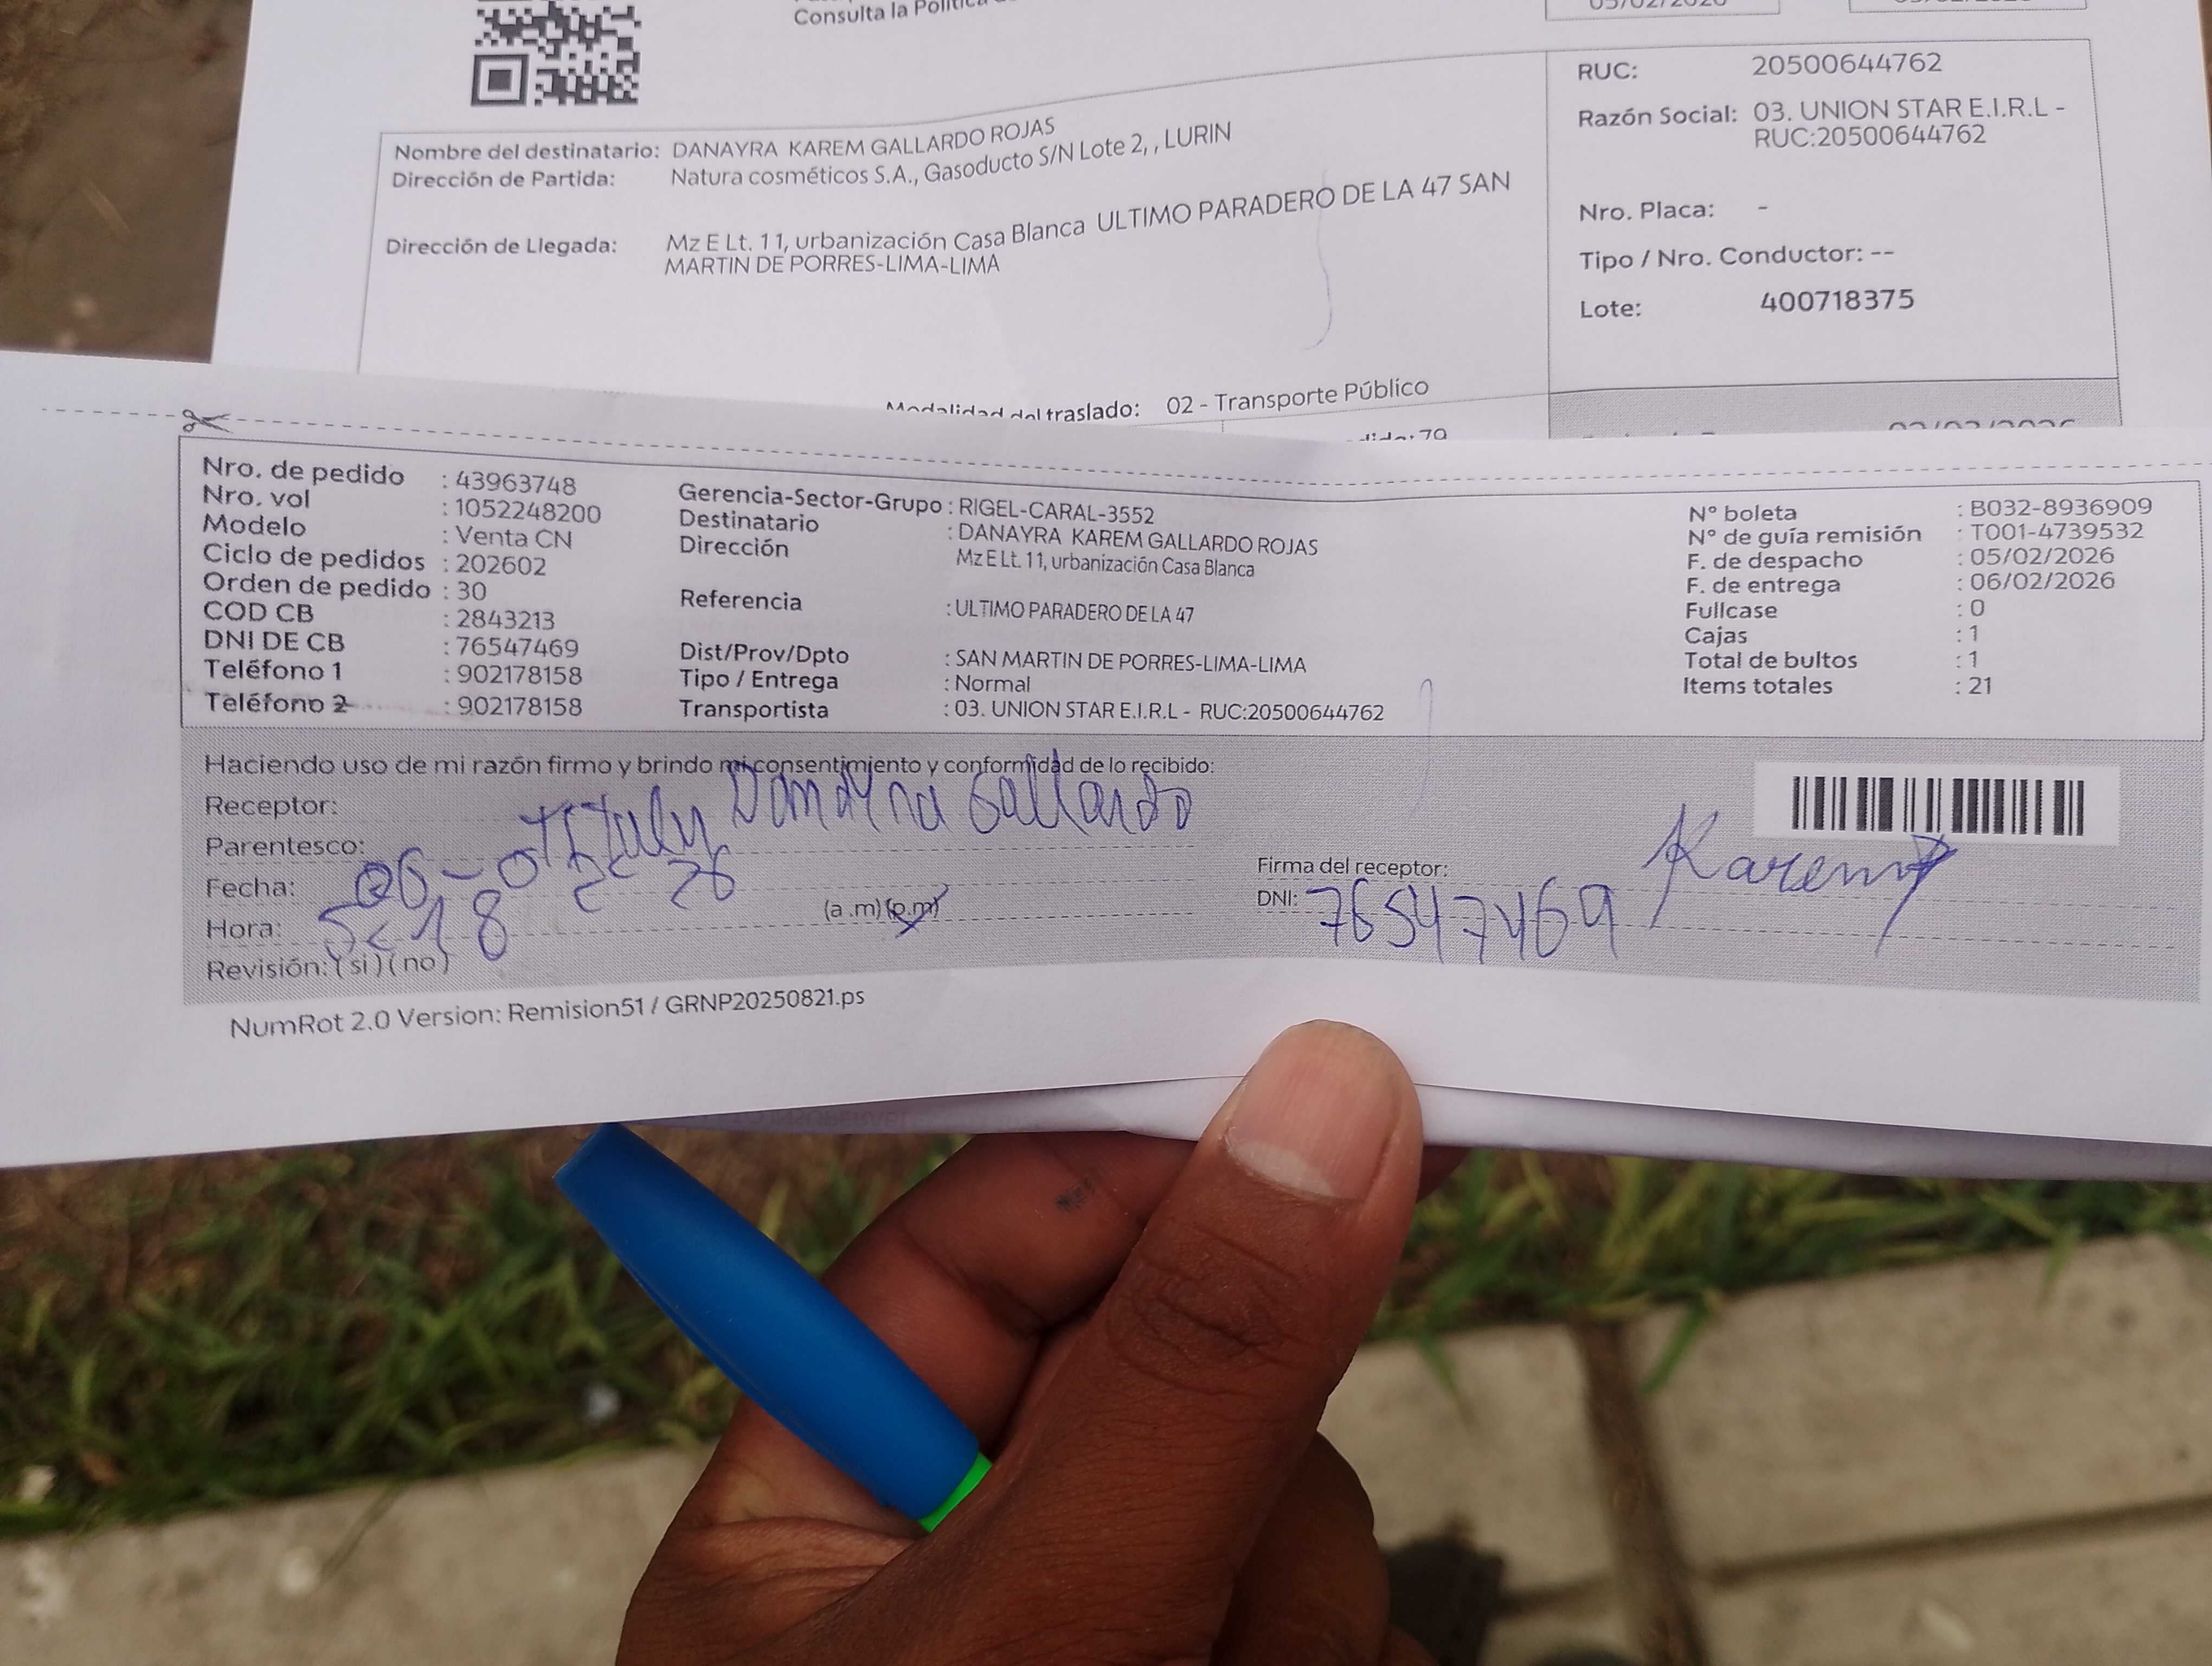 Consulta la Política
05/02/2026
RUC: 20500644762
Razón Social: 03. UNION STAR E.I.R.L -
RUC:20500644762
Nro. Placa: -
Tipo / Nro. Conductor: --
Lote: 400718375
Nombre del destinatario: DANAYRA KAREM GALLARDO ROJAS
Dirección de Partida: Natura cosméticos S.A., Gasoducto S/N Lote 2, , LURIN
Dirección de Llegada: Mz E Lt. 11, urbanización Casa Blanca ULTIMO PARADERO DE LA 47 SAN
MARTIN DE PORRES-LIMA-LIMA
Modalidad del traslado: 02 - Transporte Público
Nro. de pedido : 43963748
Nro. vol : 1052248200
Modelo : Venta CN
Ciclo de pedidos : 202602
Orden de pedido : 30
COD CB : 2843213
DNI DE CB : 76547469
Teléfono 1 : 902178158
Teléfono 2 : 902178158
Gerencia-Sector-Grupo : RIGEL-CARAL-3552
Destinatario : DANAYRA KAREM GALLARDO ROJAS
Dirección Mz E Lt. 11, urbanización Casa Blanca
Referencia : ULTIMO PARADERO DE LA 47
Dist/Prov/Dpto : SAN MARTIN DE PORRES-LIMA-LIMA
Tipo / Entrega : Normal
Transportista : 03. UNION STAR E.I.R.L - RUC:20500644762
N° boleta : B032-8936909
N° de guía remisión : T001-4739532
F. de despacho : 05/02/2026
F. de entrega : 06/02/2026
Fullcase : 0
Cajas : 1
Total de bultos : 1
Items totales : 21
Haciendo uso de mi razón firmo y brindo mi consentimiento y conformidad de lo recibido:
Receptor: Danayra Gallardo
Parentesco:
Fecha:
Hora: (a .m) (p.m)
Revisión: ( si ) ( no )
Firma del receptor: Karem
DNI: 76547469
NumRot 2.0 Version: Remision51 / GRNP20250821.ps